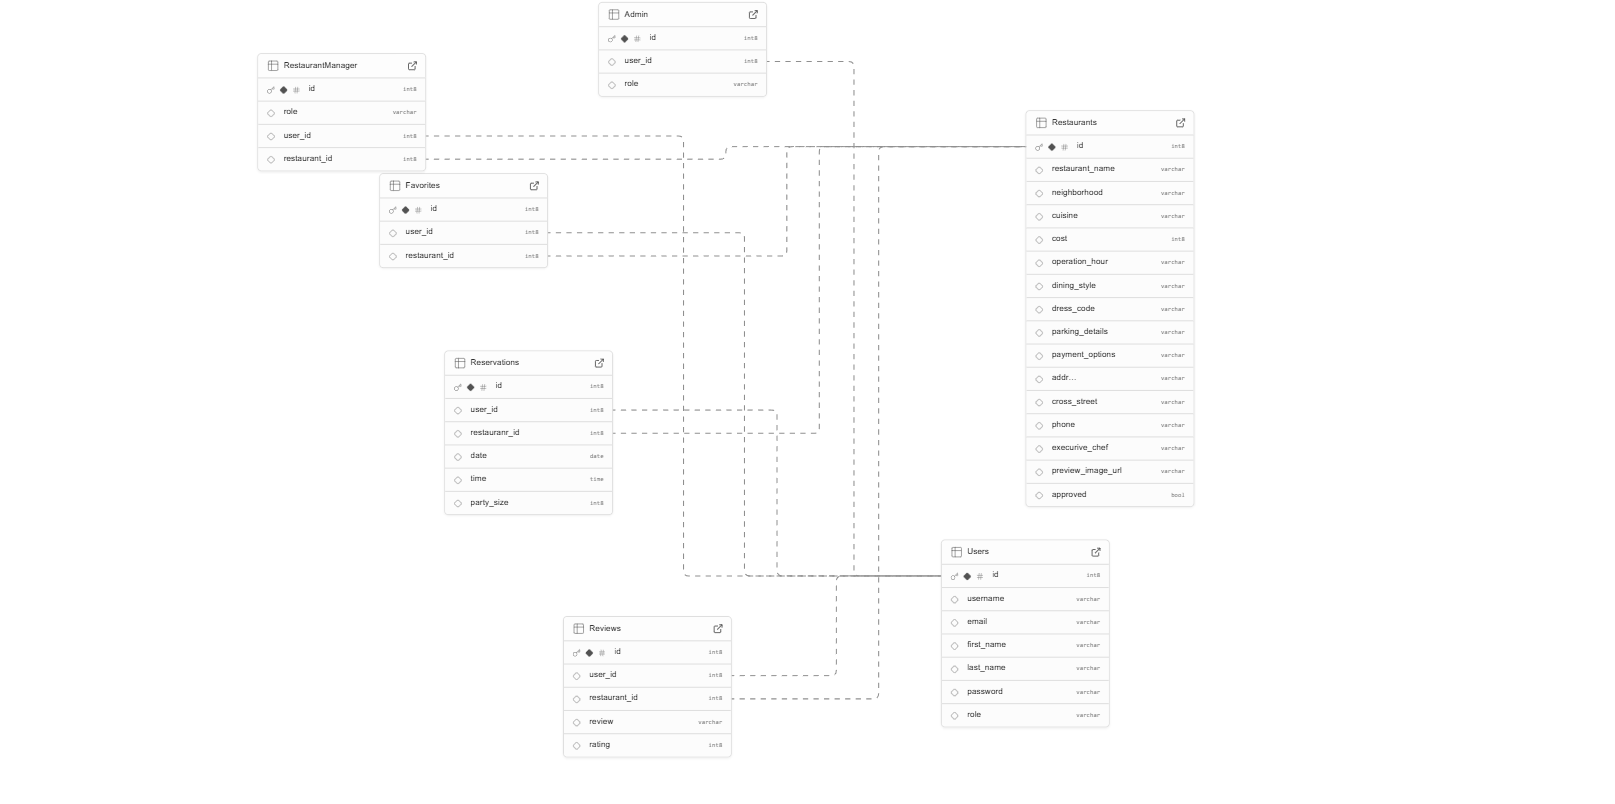 Admin
id int8
user_id int8
role varchar
RestaurantManager
id int8
role varchar
user_id int8
restaurant_id int8
Favorites
id int8
user_id int8
restaurant_id int8
Restaurants
id int8
restaurant_name varchar
neighborhood varchar
cuisine varchar
cost int8
operation_hour varchar
dining_style varchar
dress_code varchar
parking_details varchar
payment_options varchar
addr... varchar
cross_street varchar
phone varchar
execurive_chef varchar
preview_image_url varchar
approved bool
Reservations
id int8
user_id int8
restauranr_id int8
date date
time time
party_size int8
Users
id int8
username varchar
email varchar
first_name varchar
last_name varchar
password varchar
role varchar
Reviews
id int8
user_id int8
restaurant_id int8
review varchar
rating int8